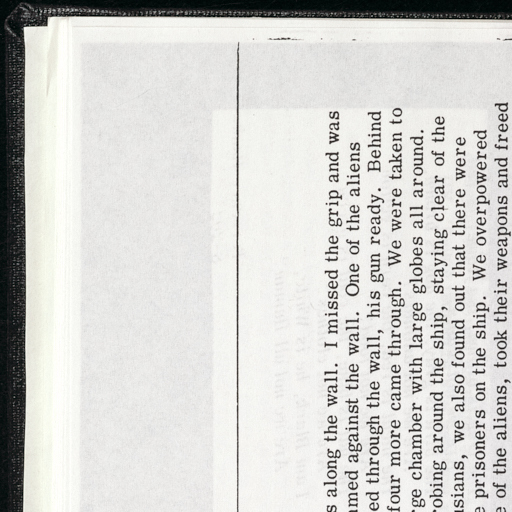 s along the wall. I missed the grip and was
med against the wall. One of the aliens
ed through the wall, his gun ready. Behind
four more came through. We were taken to
rge chamber with large globes all around.
robing around the ship, staying clear of the
usians, we also found out that there were
e prisoners on the ship. We overpowered
e of the aliens, took their weapons and freed